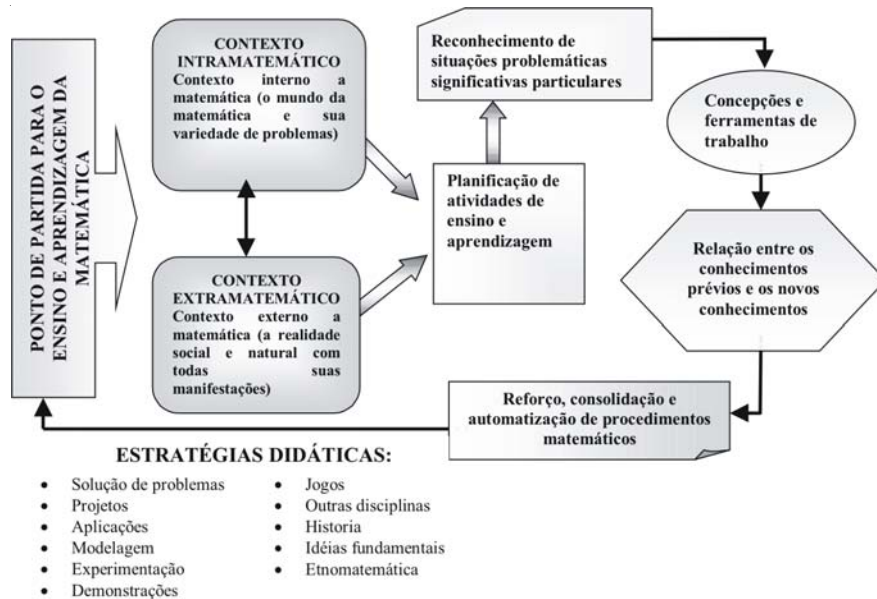 PONTO DE PARTIDA PARA O
ENSINO E APRENDIZAGEM DA
MATEMÁTICA
CONTEXTO
INTRAMATEMÁTICO
Contexto interno a
matemática (o mundo da
matemática e sua
variedade de problemas)
CONTEXTO
EXTRAMATEMÁTICO
Contexto externo a
matemática (a realidade
social e natural com
todas suas
manifestações)
Planificação de
atividades de
ensino e
aprendizagem
Reconhecimento de
situações problemáticas
significativas particulares
Concepções e
ferramentas de
trabalho
Relação entre os
conhecimentos
prévios e os novos
conhecimentos
Reforço, consolidação e
automatização de procedimentos
matemáticos
ESTRATÉGIAS DIDÁTICAS:
• Solução de problemas
• Projetos
• Aplicações
• Modelagem
• Experimentação
• Demonstrações
• Jogos
• Outras disciplinas
• Historia
• Idéias fundamentais
• Etnomatemática